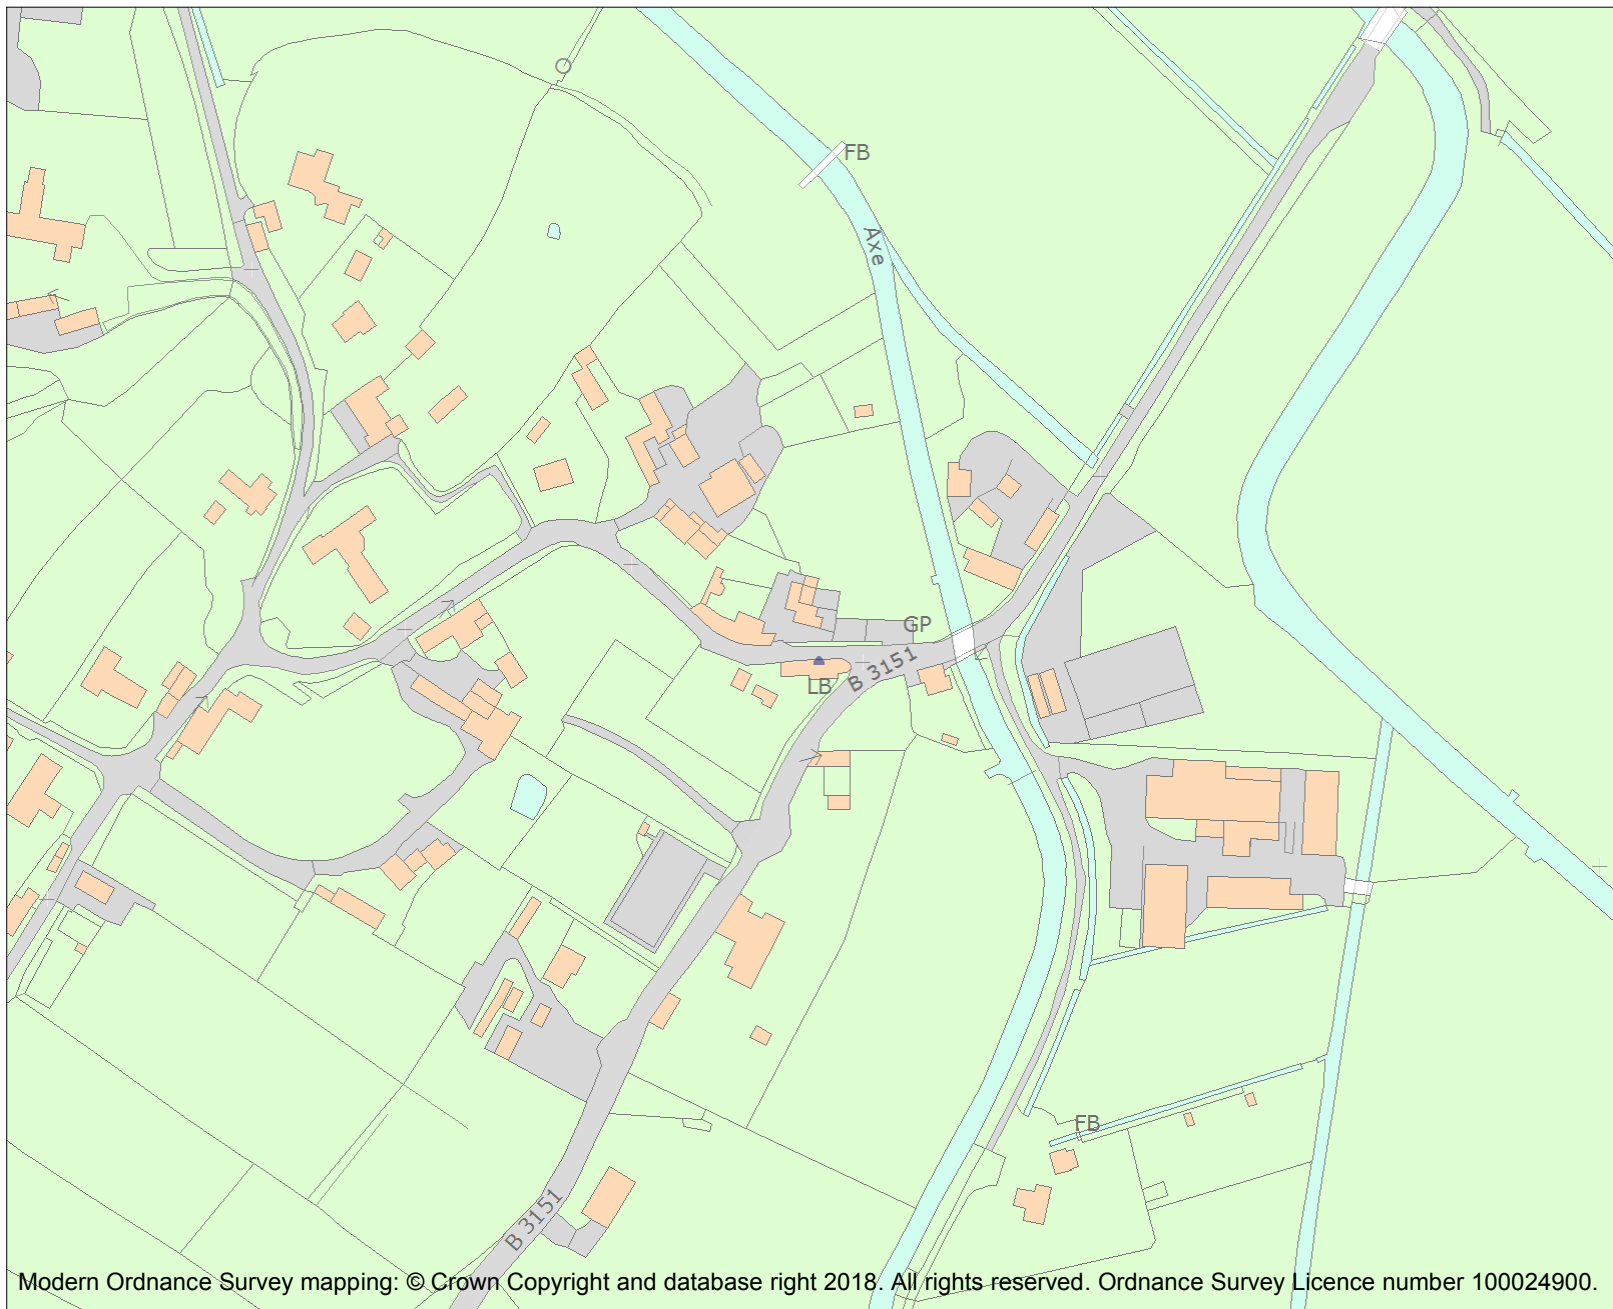 FB
Axe
GP
B 3151
LB
FB
B 3151
Modern Ordnance Survey mapping: © Crown Copyright and database right 2018. All rights reserved. Ordnance Survey Licence number 100024900.